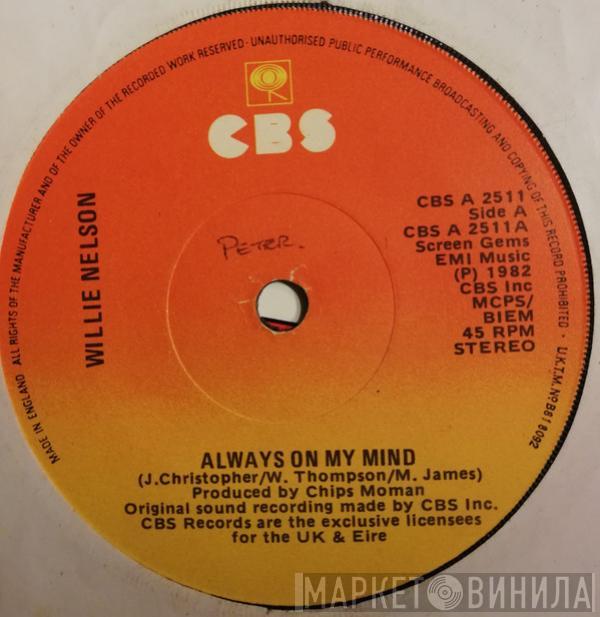 MADE IN ENGLAND ALL RIGHTS OF THE MANUFACTURER AND OF THE OWNER OF THE RECORDED WORK RESERVED · UNAUTHORISED PUBLIC PERFORMANCE BROADCASTING AND COPYING OF THIS RECORD PROHIBITED · U.K.T.M. No B618092
CBS
WILLIE NELSON
PETER.
CBS A 2511
Side A
CBS A 2511A
Screen Gems
EMI Music
(P) 1982
CBS Inc
MCPS/
BIEM
45 RPM
STEREO
ALWAYS ON MY MIND
(J.Christopher/W. Thompson/M. James)
Produced by Chips Moman
Original sound recording made by CBS Inc.
CBS Records are the exclusive licensees
for the UK & Eire
МАРКЕТ ВИНИЛА